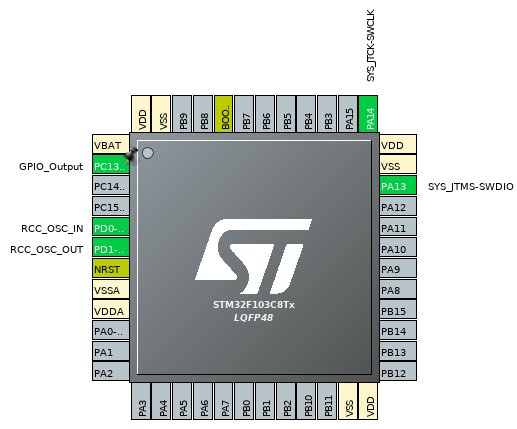 SYS_JTCK-SWCLK
VDD
VSS
PB9
PB8
BOO..
PB7
PB6
PB5
PB4
PB3
PA15
PA14
VBAT
GPIO_Output
PC13..
PC14..
PC15..
RCC_OSC_IN
PD0-..
RCC_OSC_OUT
PD1-..
NRST
VSSA
VDDA
PA0-..
PA1
PA2
ST
STM32F103C8Tx
LQFP48
VDD
VSS
PA13
SYS_JTMS-SWDIO
PA12
PA11
PA10
PA9
PA8
PB15
PB14
PB13
PB12
PA3
PA4
PA5
PA6
PA7
PB0
PB1
PB2
PB10
PB11
VSS
VDD